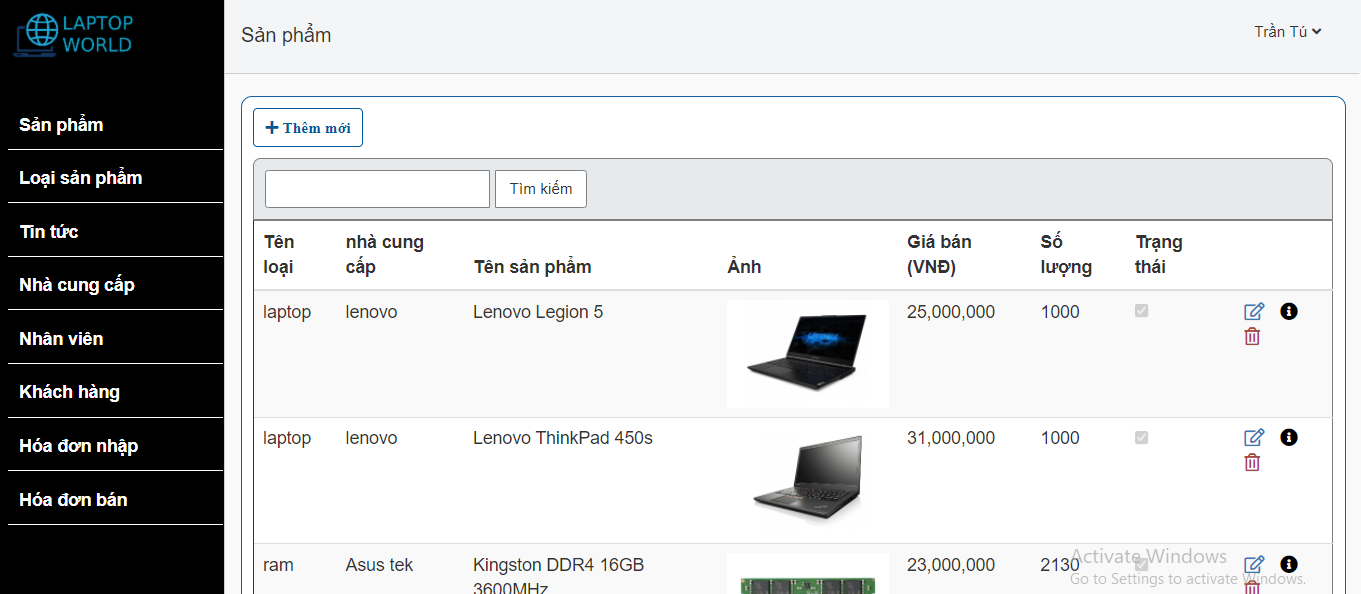 LAPTOP
WORLD
Sản phẩm
Trần Tú
Sản phẩm
Loại sản phẩm
Tin tức
Nhà cung cấp
Nhân viên
Khách hàng
Hóa đơn nhập
Hóa đơn bán
Thêm mới
Tìm kiếm
Tên loại nhà cung cấp Tên sản phẩm Ảnh Giá bán (VNĐ) Số lượng Trạng thái
laptop lenovo Lenovo Legion 5 25,000,000 1000
laptop lenovo Lenovo ThinkPad 450s 31,000,000 1000
ram Asus tek Kingston DDR4 16GB 23,000,000 2130
3600MHz
Activate Windows
Go to Settings to activate Windows.